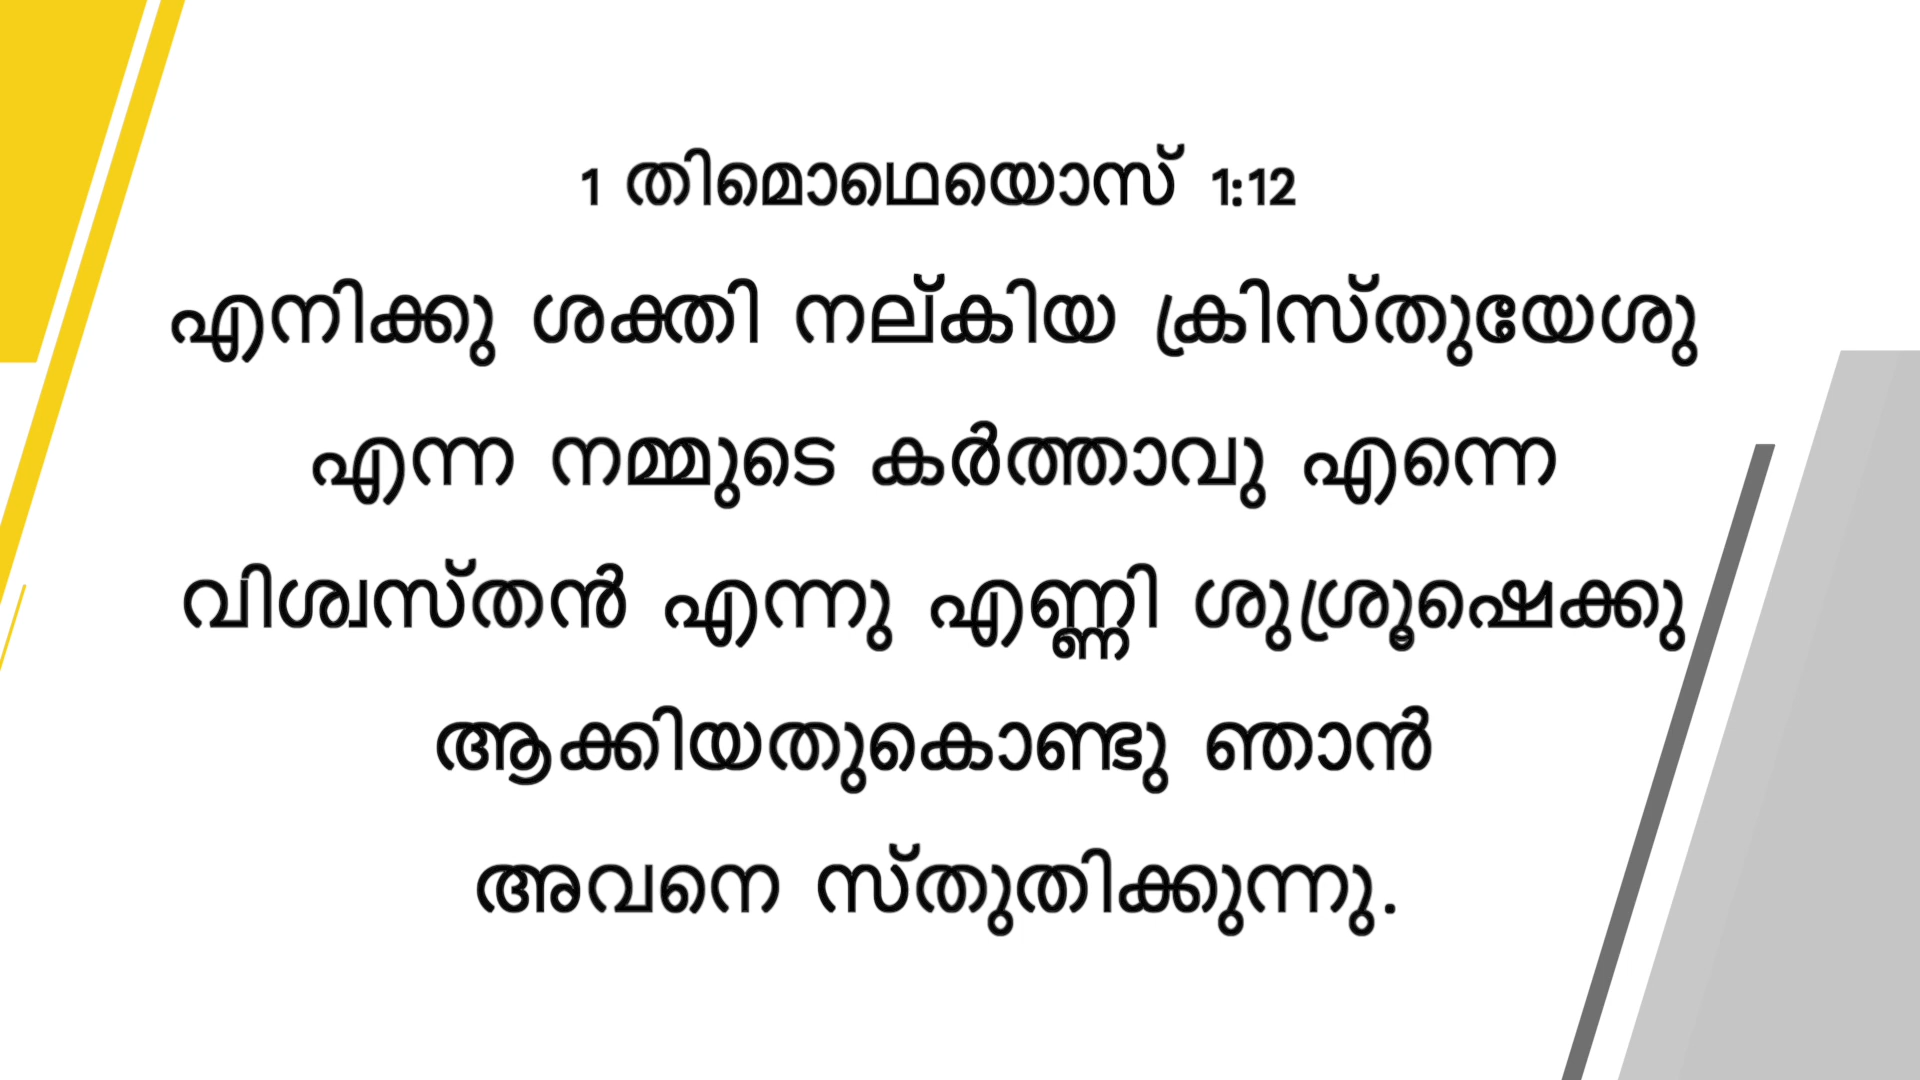 1 തിമൊഥെയൊസ് 1:12
എനിക്കു ശക്തി നല്കിയ ക്രിസ്തുയേശു
എന്ന നമ്മുടെ കർത്താവു എന്നെ
വിശ്വസ്തൻ എന്നു എണ്ണി ശുശ്രൂഷെക്കു
ആക്കിയതുകൊണ്ടു ഞാൻ
അവനെ സ്തുതിക്കുന്നു.